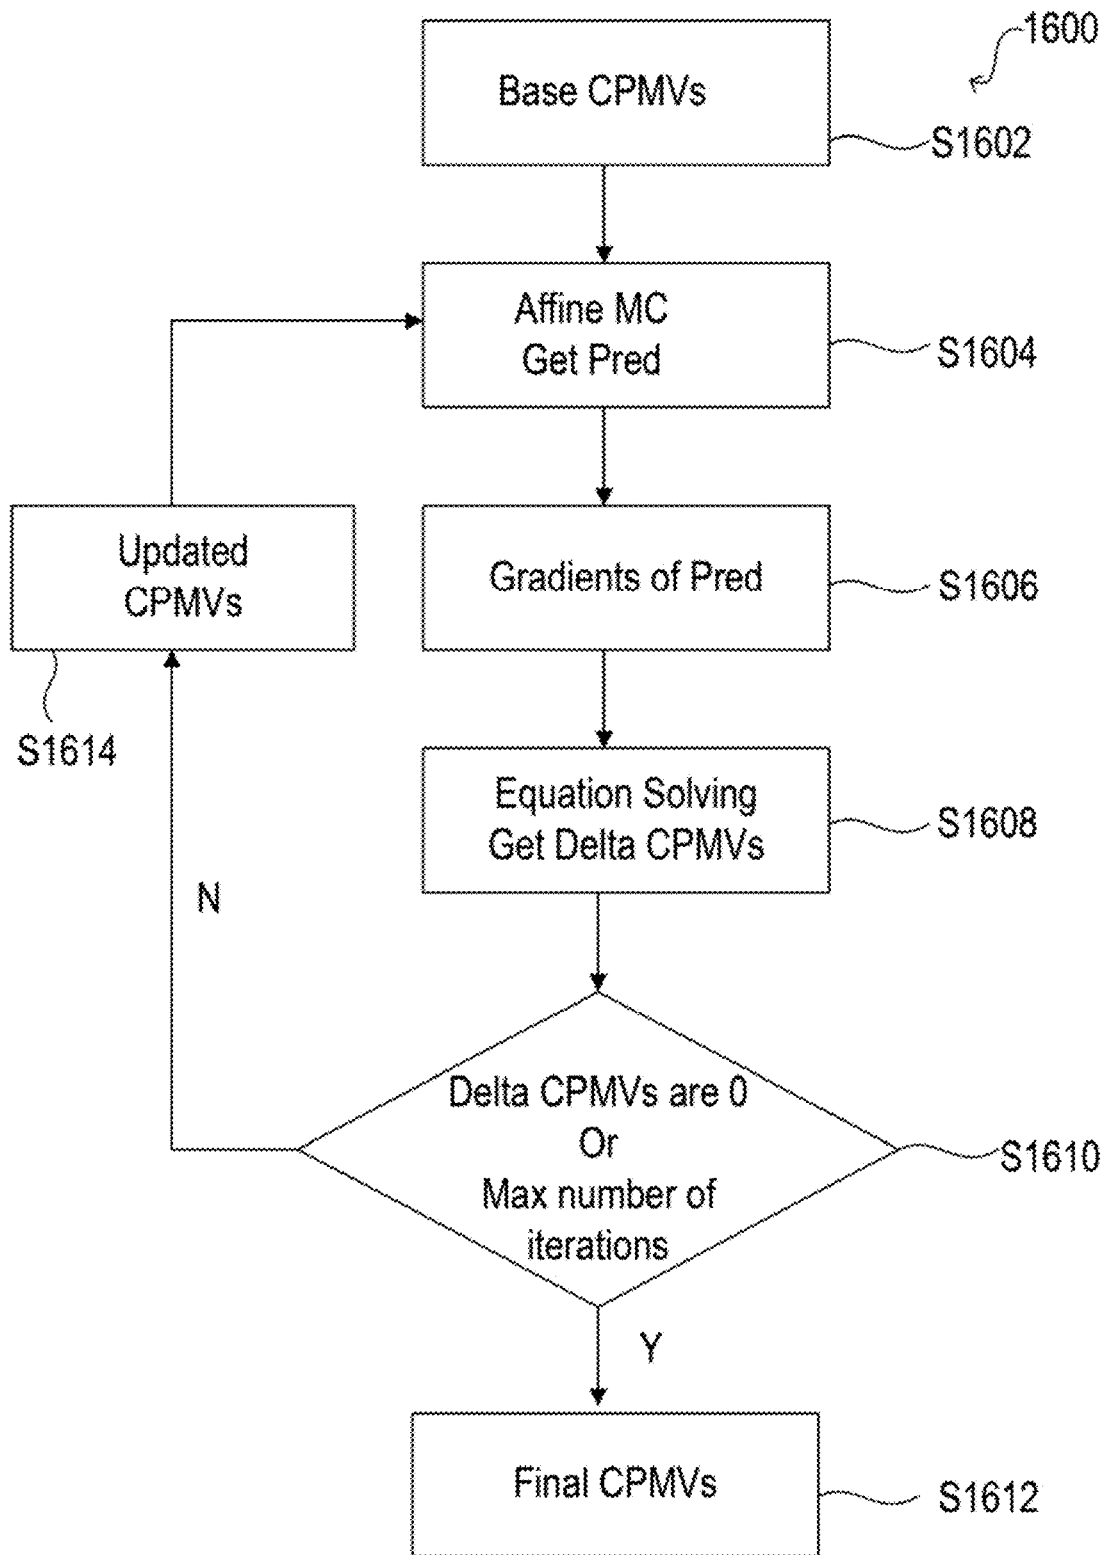 1600
Base CPMVs
S1602
Affine MC
Get Pred
S1604
Updated
CPMVs
S1614
Gradients of Pred
S1606
Equation Solving
Get Delta CPMVs
S1608
N
Delta CPMVs are 0
Or
Max number of
iterations
S1610
Y
Final CPMVs
S1612